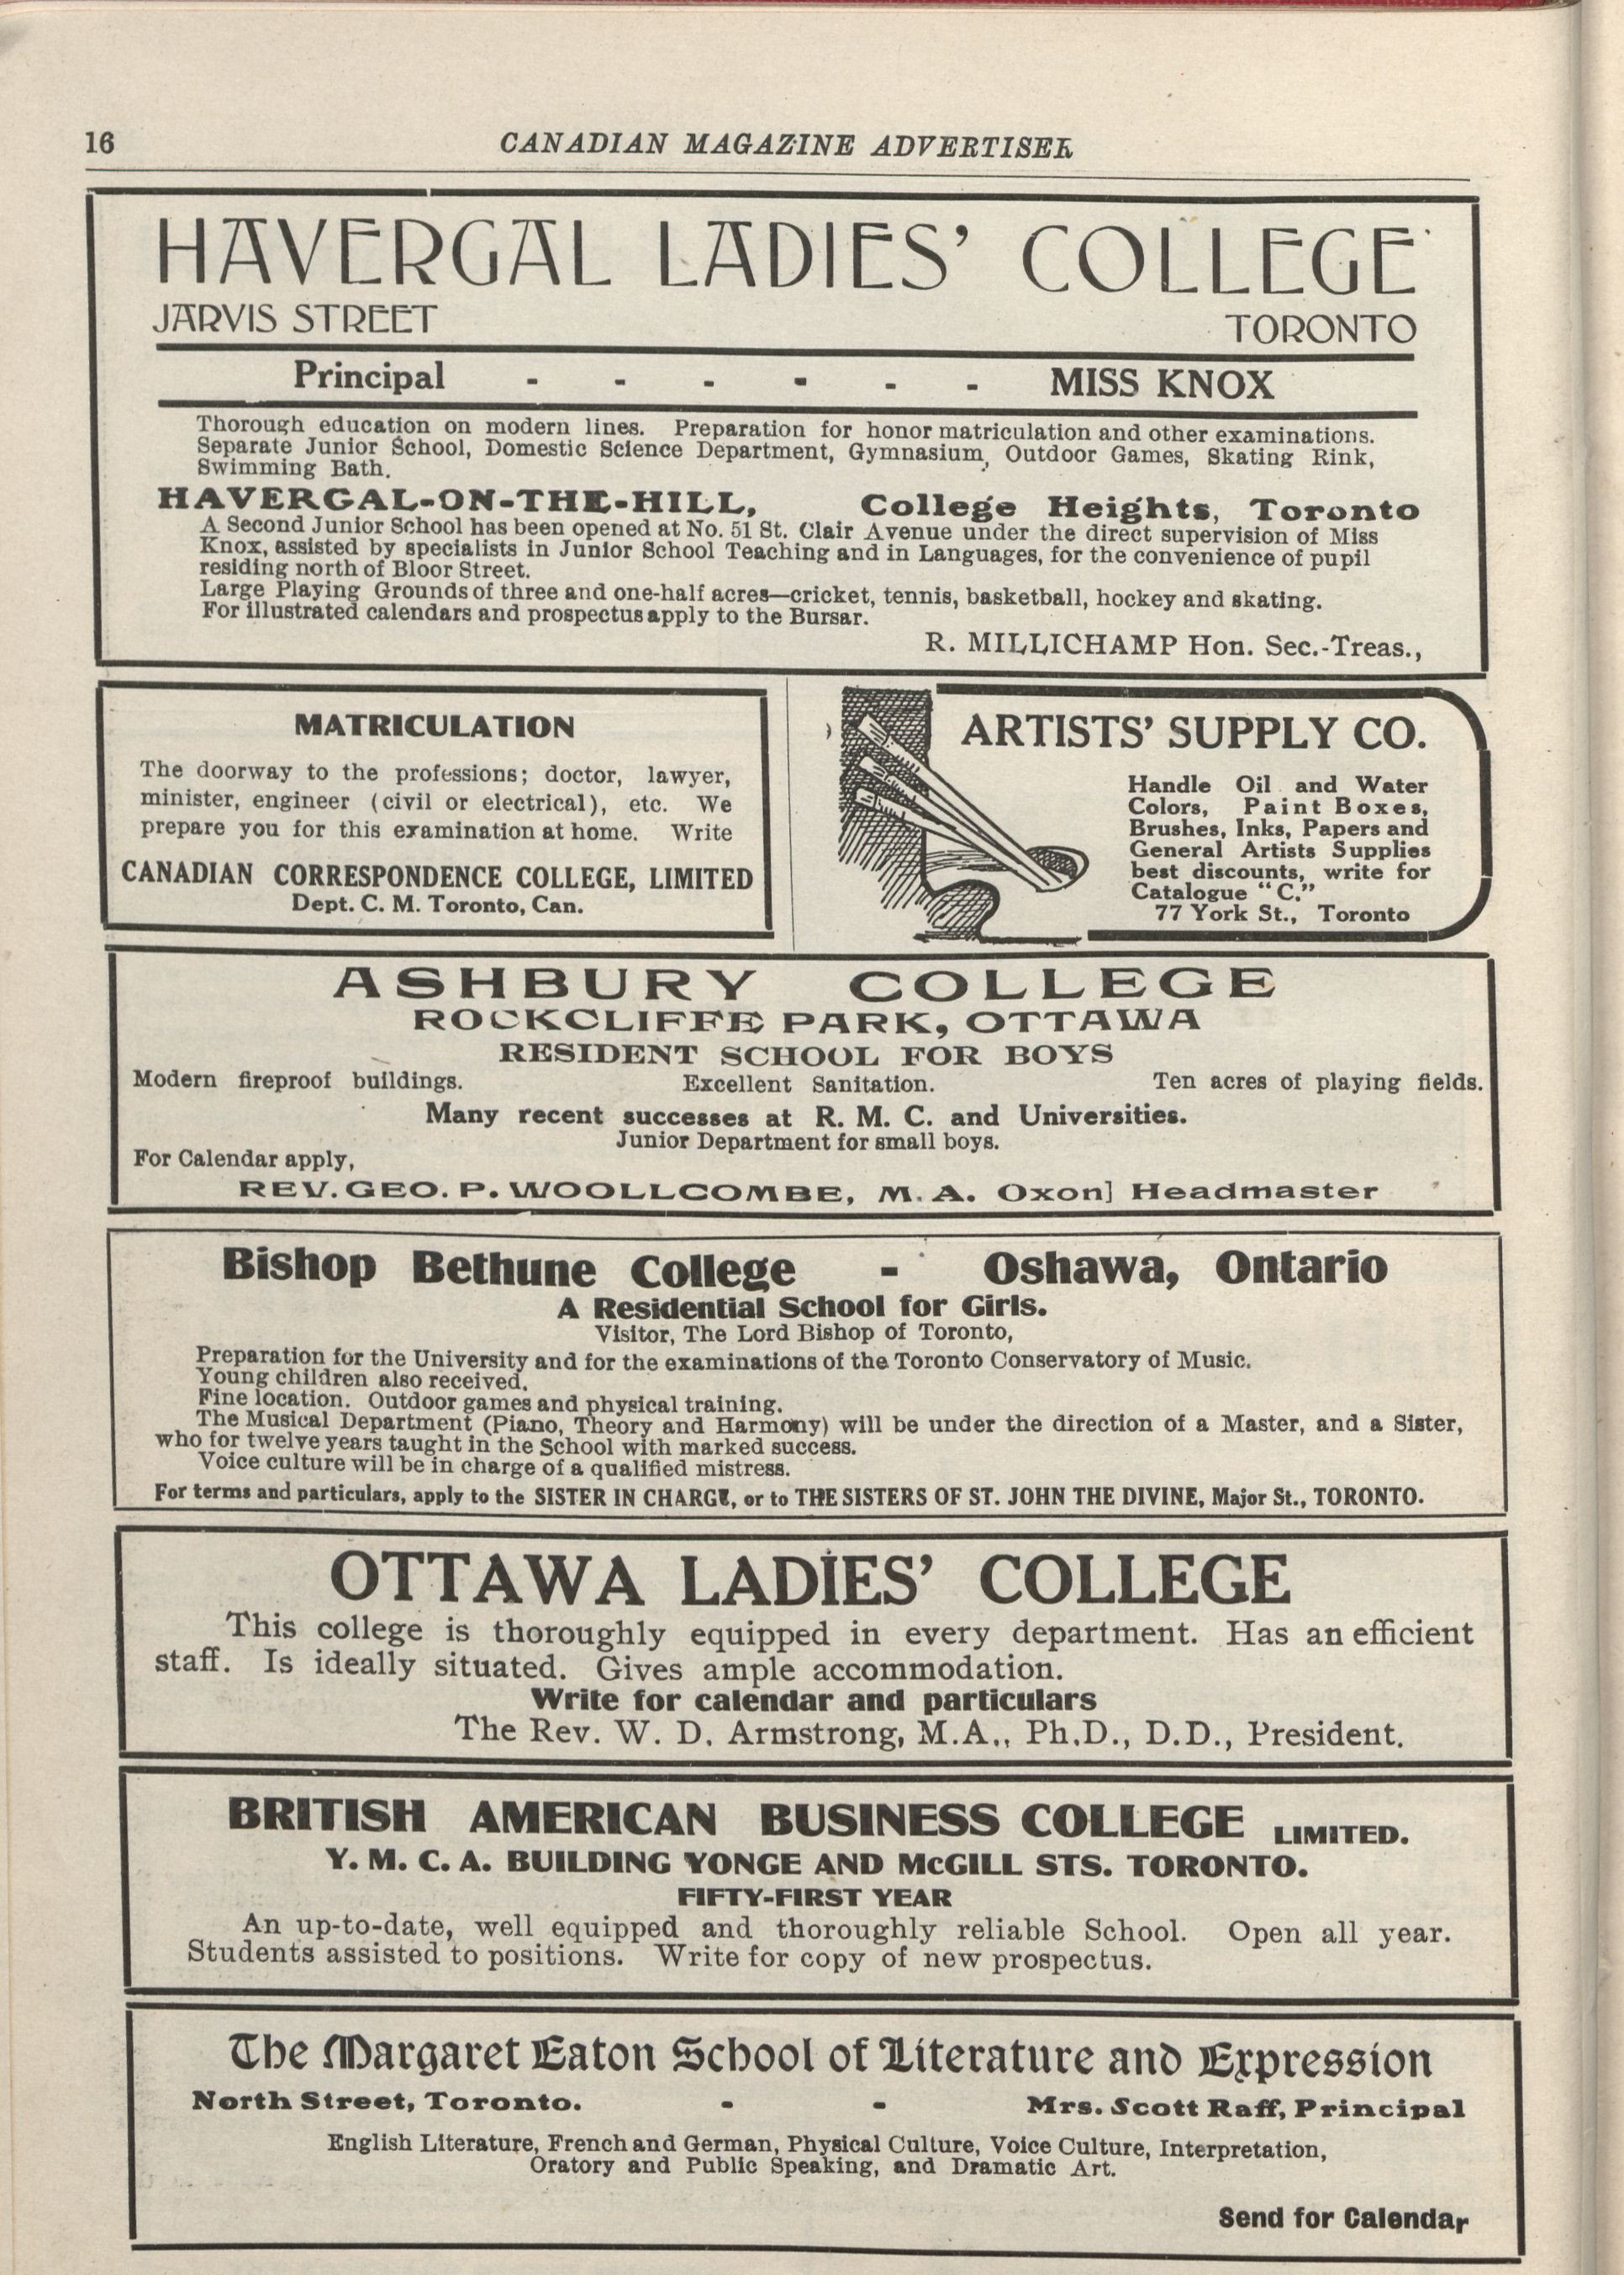 16
CANADIAN MAGAZINE ADVERTISER
HAVERGAL LADIES' COLLEGE
JARVIS STREET TORONTO
Principal - - - - - - MISS KNOX
Thorough education on modern lines. Preparation for honor matriculation and other examinations.
Separate Junior School, Domestic Science Department, Gymnasium, Outdoor Games, Skating Rink,
Swimming Bath.
HAVERGAL-ON-THE-HILL, College Heights, Toronto
A Second Junior School has been opened at No. 51 St. Clair Avenue under the direct supervision of Miss
Knox, assisted by specialists in Junior School Teaching and in Languages, for the convenience of pupil
residing north of Bloor Street.
Large Playing Grounds of three and one-half acres—cricket, tennis, basketball, hockey and skating.
For illustrated calendars and prospectus apply to the Bursar.
R. MILLICHAMP Hon. Sec.-Treas.,
MATRICULATION
The doorway to the professions; doctor, lawyer,
minister, engineer (civil or electrical), etc. We
prepare you for this examination at home. Write
CANADIAN CORRESPONDENCE COLLEGE, LIMITED
Dept. C. M. Toronto, Can.
ARTISTS' SUPPLY CO.
Handle Oil and Water
Colors, Paint Boxes,
Brushes, Inks, Papers and
General Artists Supplies
best discounts, write for
Catalogue "C."
77 York St., Toronto
ASHBURY COLLEGE
ROCKCLIFFE PARK, OTTAWA
RESIDENT SCHOOL FOR BOYS
Modern fireproof buildings. Excellent Sanitation. Ten acres of playing fields.
Many recent successes at R. M. C. and Universities.
Junior Department for small boys.
For Calendar apply,
REV. GEO. P. WOOLLCOMBE, M. A. Oxon] Headmaster
Bishop Bethune College - Oshawa, Ontario
A Residential School for Girls.
Visitor, The Lord Bishop of Toronto,
Preparation for the University and for the examinations of the Toronto Conservatory of Music.
Young children also received.
Fine location. Outdoor games and physical training.
The Musical Department (Piano, Theory and Harmony) will be under the direction of a Master, and a Sister,
who for twelve years taught in the School with marked success.
Voice culture will be in charge of a qualified mistress.
For terms and particulars, apply to the SISTER IN CHARGE, or to THE SISTERS OF ST. JOHN THE DIVINE, Major St., TORONTO.
OTTAWA LADIES' COLLEGE
This college is thoroughly equipped in every department. Has an efficient
staff. Is ideally situated. Gives ample accommodation.
Write for calendar and particulars
The Rev. W. D. Armstrong, M.A., Ph.D., D.D., President.
BRITISH AMERICAN BUSINESS COLLEGE LIMITED.
Y. M. C. A. BUILDING YONGE AND McGILL STS. TORONTO.
FIFTY-FIRST YEAR
An up-to-date, well equipped and thoroughly reliable School. Open all year.
Students assisted to positions. Write for copy of new prospectus.
The Margaret Eaton School of Literature and Expression
North Street, Toronto. - - Mrs. Scott Raff, Principal
English Literature, French and German, Physical Culture, Voice Culture, Interpretation,
Oratory and Public Speaking, and Dramatic Art.
Send for Calendar